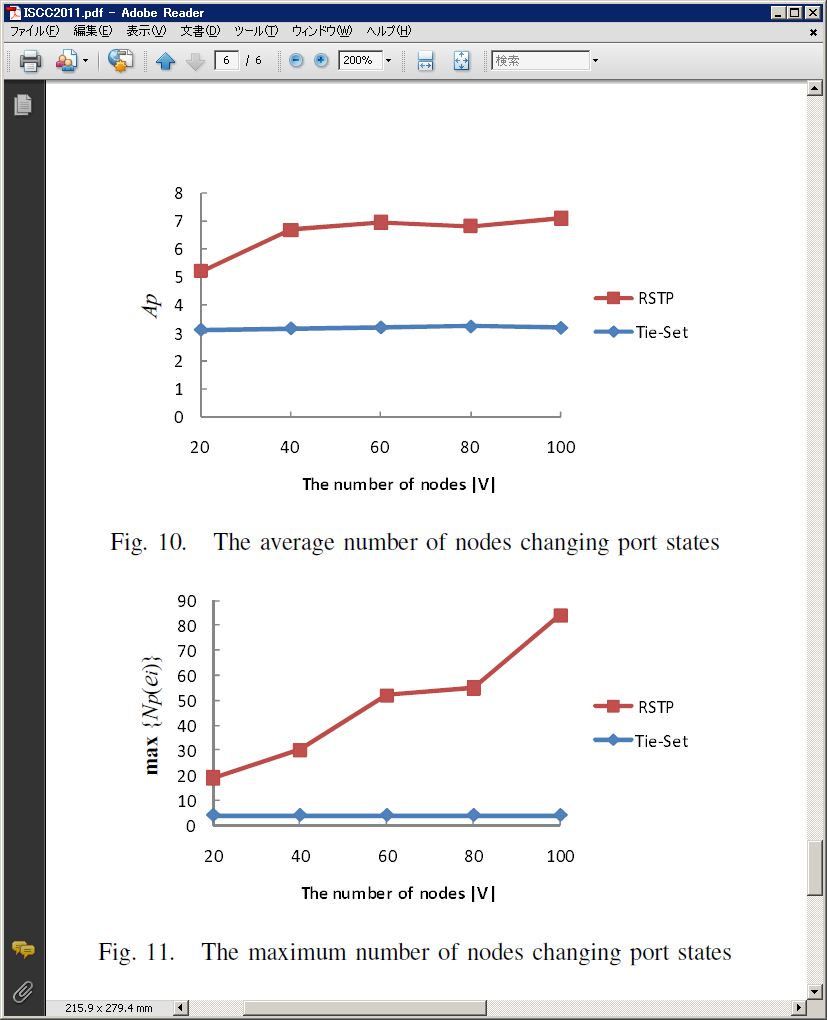 ISCC2011.pdf - Adobe Reader
ファイル(F) 編集(E) 表示(V) 文書(D) ツール(T) ウィンドウ(W) ヘルプ(H)
6 / 6 200% 検索
8
7
6
5
4
3
2
1
0
Ap
20 40 60 80 100
The number of nodes |V|
RSTP
Tie-Set
Fig. 10. The average number of nodes changing port states
90
80
70
60
50
40
30
20
10
0
max {Np(ei)}
20 40 60 80 100
The number of nodes |V|
RSTP
Tie-Set
Fig. 11. The maximum number of nodes changing port states
215.9 x 279.4 mm